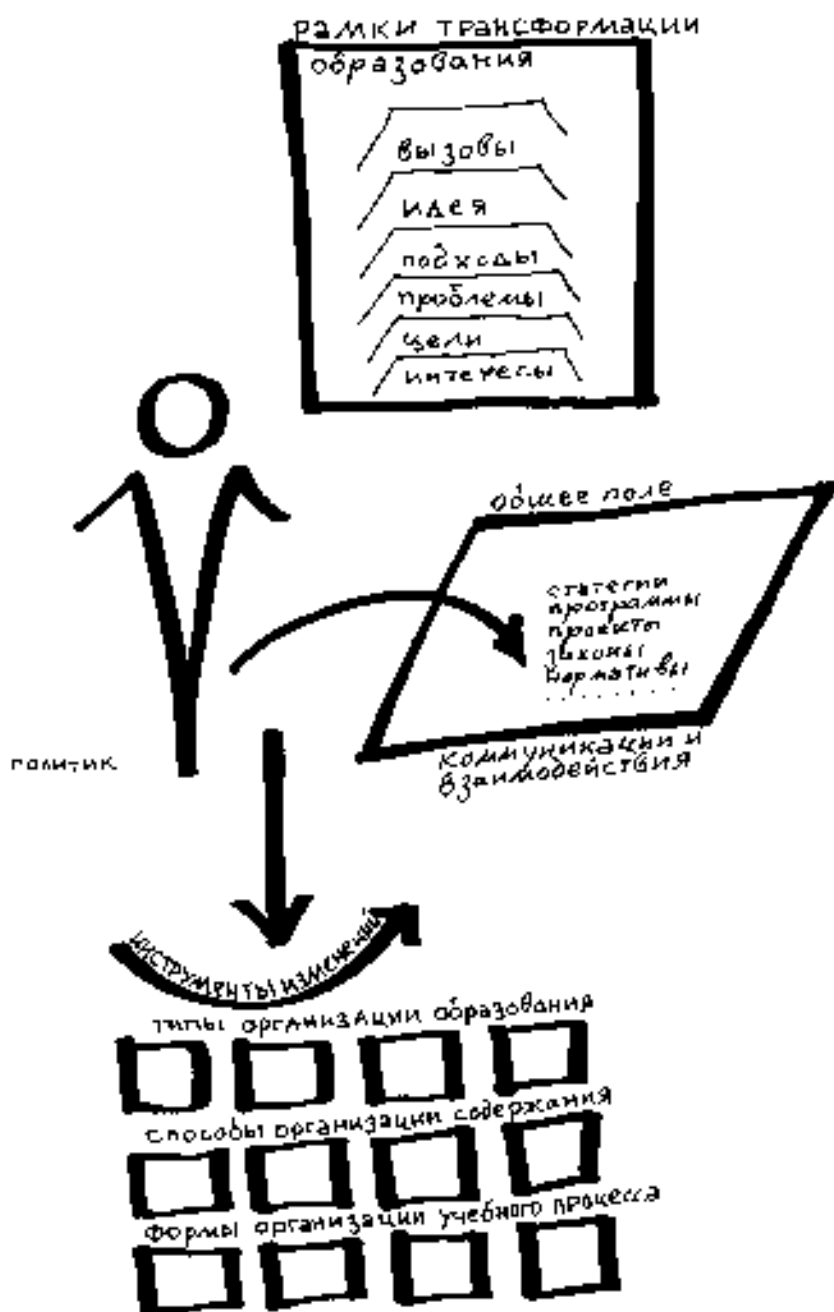 рамки трансформации
образования
вызовы
идея
подходы
проблемы
цели
интересы
общее поле
статегии
программы
проекты
законы
нормативы
. . . . . . . . .
коммуникации и
взаимодействия
политик
инструменты изменений
типы организации образования
способы организации содержания
формы организации учебного процесса